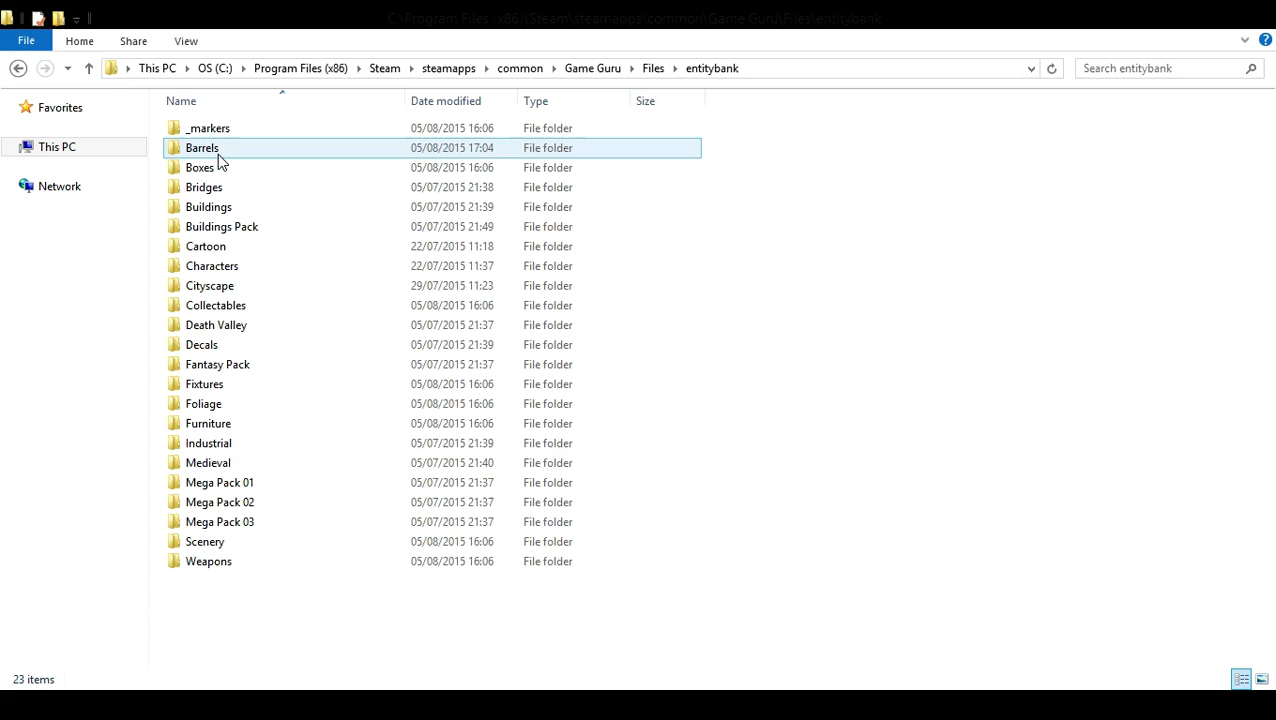 C:\Program Files (x86)\Steam\steamapps\common\Game Guru\Files\entitybank
File Home Share View
This PC OS (C:) Program Files (x86) Steam steamapps common Game Guru Files entitybank Search entitybank
Name Date modified Type Size
Favorites
This PC
Network
_markers 05/08/2015 16:06 File folder
Barrels 05/08/2015 17:04 File folder
Boxes 05/08/2015 16:06 File folder
Bridges 05/07/2015 21:38 File folder
Buildings 05/07/2015 21:39 File folder
Buildings Pack 05/07/2015 21:49 File folder
Cartoon 22/07/2015 11:18 File folder
Characters 22/07/2015 11:37 File folder
Cityscape 29/07/2015 11:23 File folder
Collectables 05/08/2015 16:06 File folder
Death Valley 05/07/2015 21:37 File folder
Decals 05/07/2015 21:39 File folder
Fantasy Pack 05/07/2015 21:37 File folder
Fixtures 05/08/2015 16:06 File folder
Foliage 05/08/2015 16:06 File folder
Furniture 05/08/2015 16:06 File folder
Industrial 05/07/2015 21:39 File folder
Medieval 05/07/2015 21:40 File folder
Mega Pack 01 05/07/2015 21:37 File folder
Mega Pack 02 05/07/2015 21:37 File folder
Mega Pack 03 05/07/2015 21:37 File folder
Scenery 05/08/2015 16:06 File folder
Weapons 05/08/2015 16:06 File folder
23 items